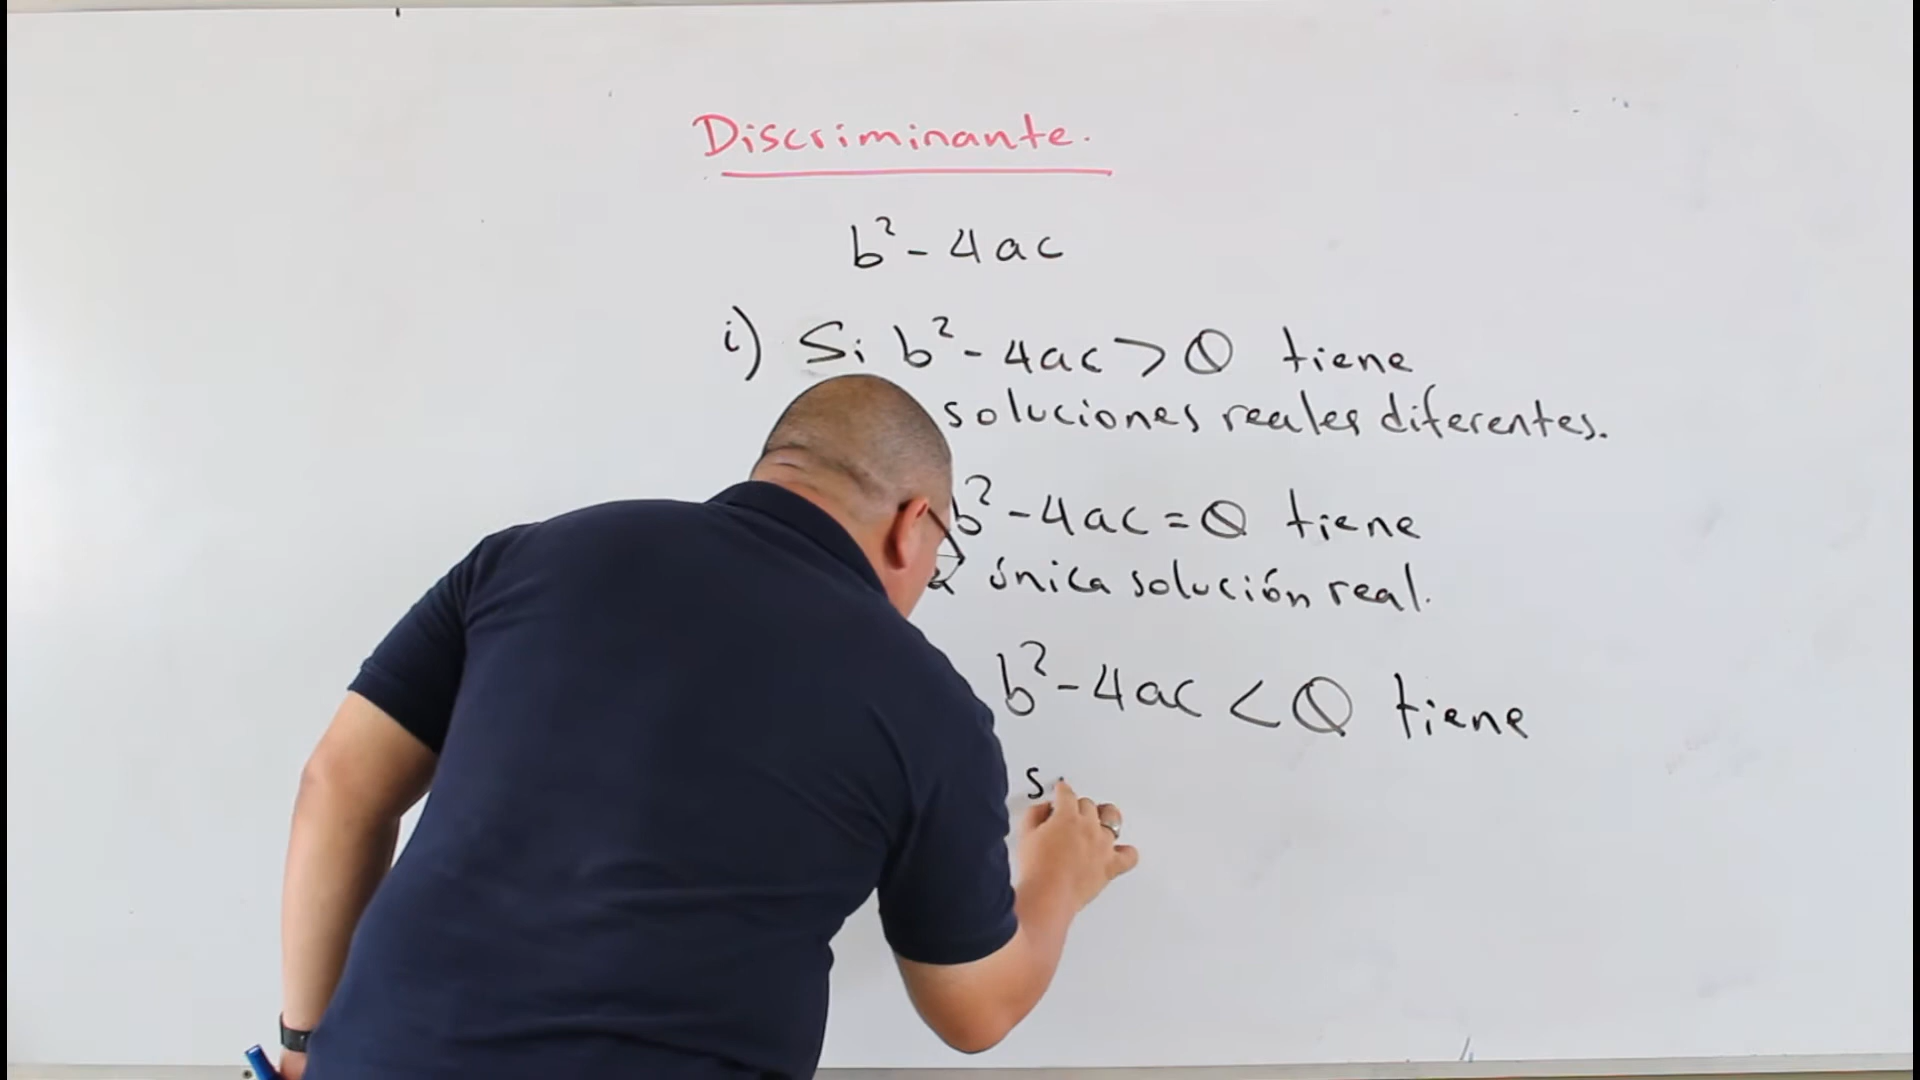 Discriminante.
b² - 4ac
i) Si b² - 4ac > 0 tiene
soluciones reales diferentes.
b² - 4ac = 0 tiene
única solución real.
b² - 4ac < 0 tiene
s